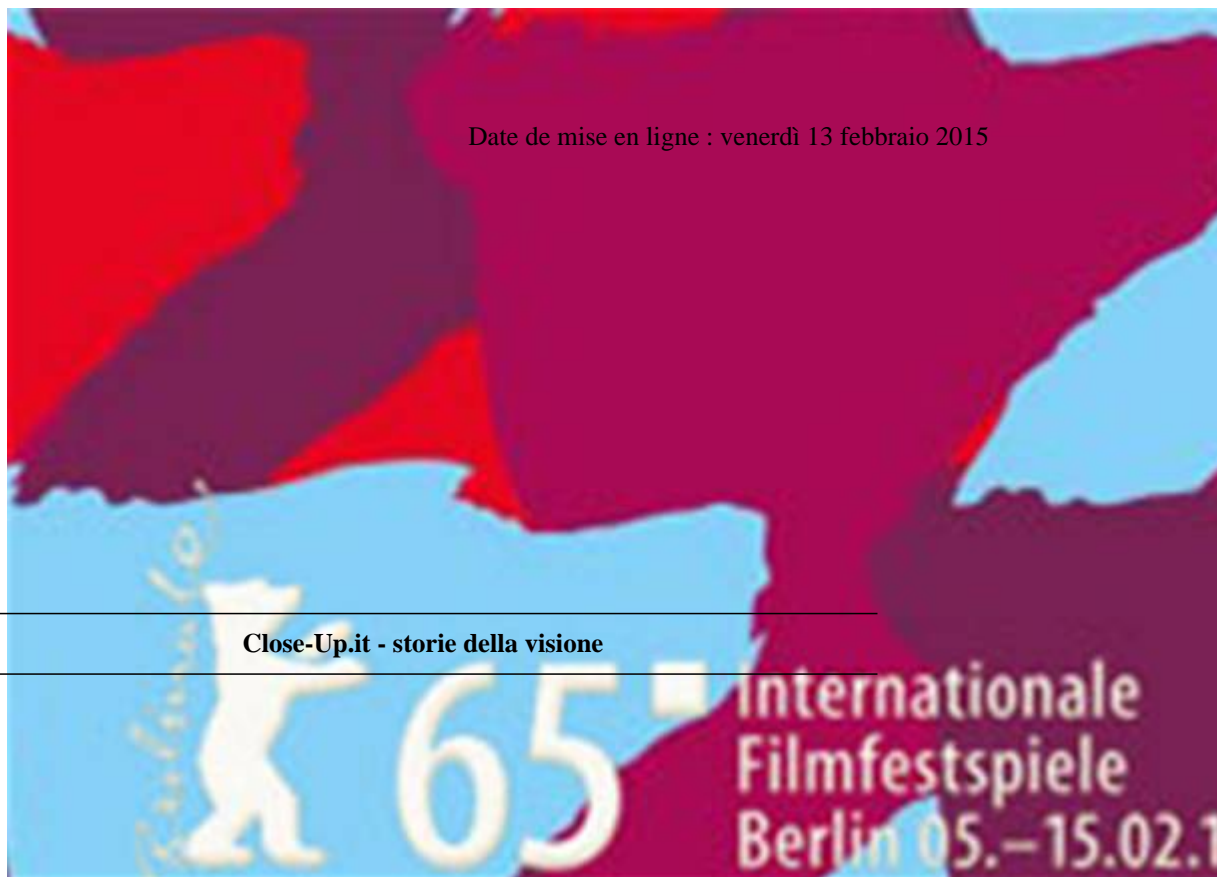 Date de mise en ligne : venerdì 13 febbraio 2015
Berlinale
Close-Up.it - storie della visione
65
Internationale
Filmfestspiele
Berlin 05.–15.02.1